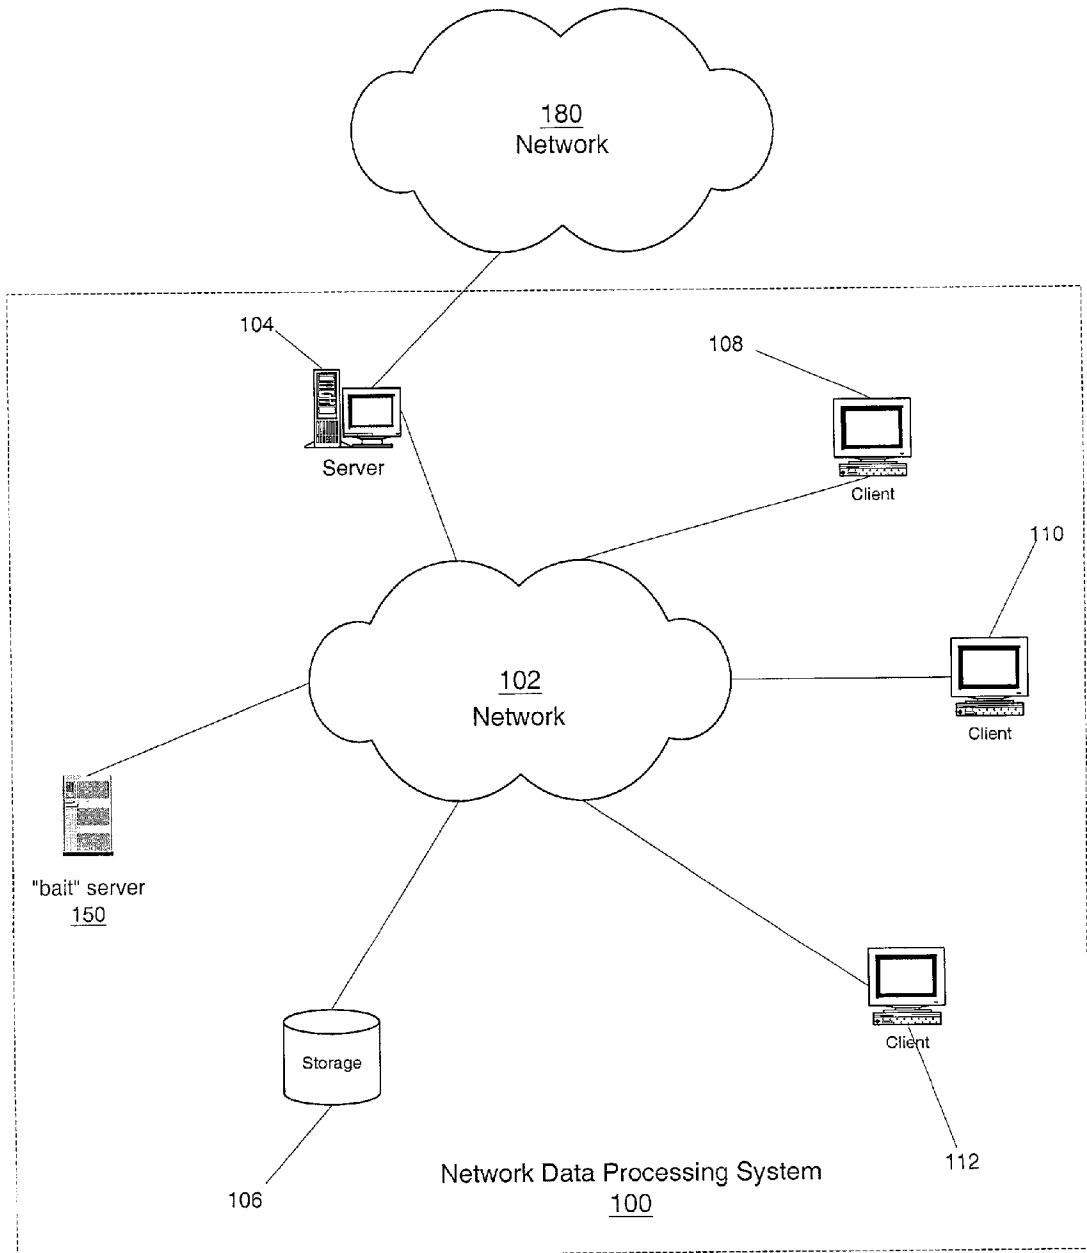 180
Network
104
108
Server
Client
110
102
Network
Client
"bait" server
150
Client
Storage
112
106
Network Data Processing System
100